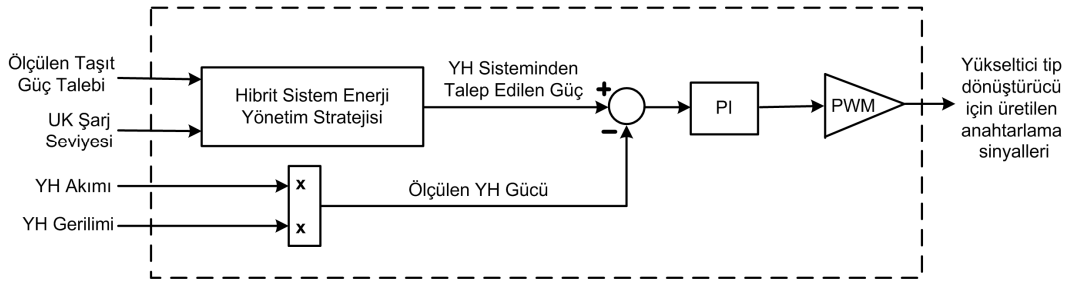 Ölçülen Taşıt
Güç Talebi
UK Şarj
Seviyesi
YH Akımı
YH Gerilimi
Hibrit Sistem Enerji
Yönetim Stratejisi
x
x
YH Sisteminden
Talep Edilen Güç
Ölçülen YH Gücü
+
−
PI
PWM
Yükseltici tip
dönüştürücü
için üretilen
anahtarlama
sinyalleri